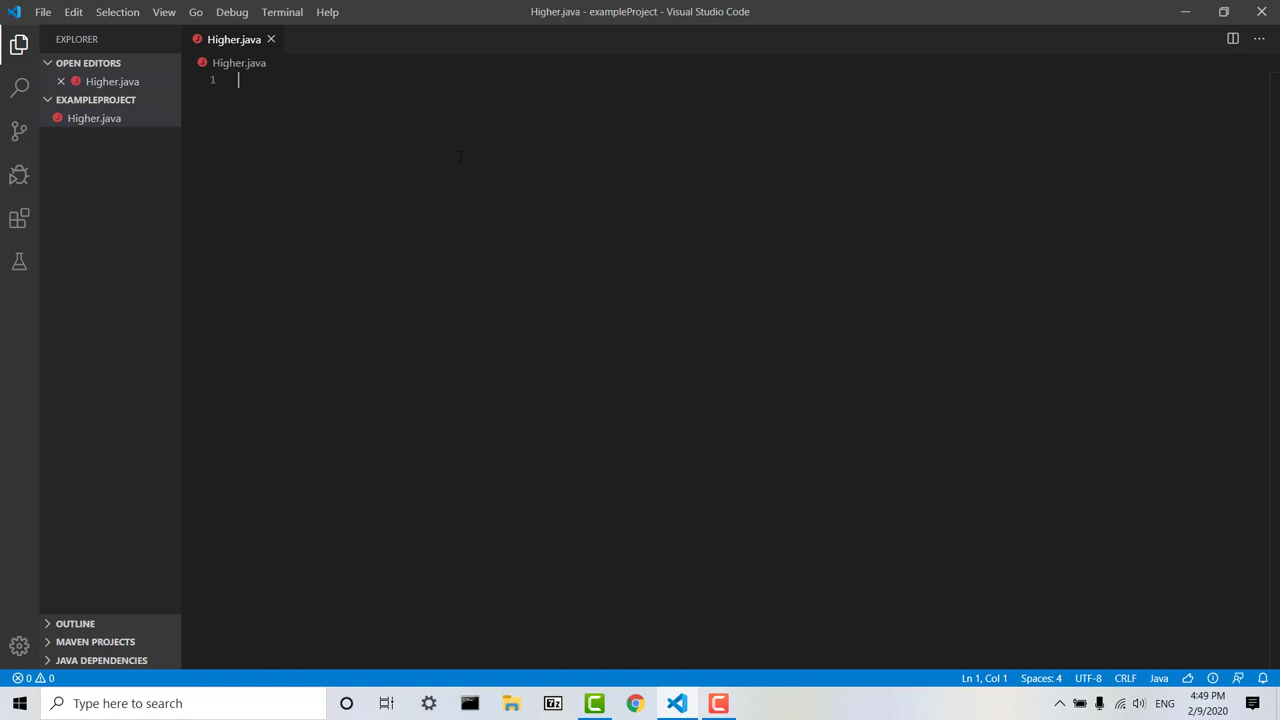 File Edit Selection View Go Debug Terminal Help
Higher.java - exampleProject - Visual Studio Code
EXPLORER
Higher.java
OPEN EDITORS
Higher.java
Higher.java
1
EXAMPLEPROJECT
Higher.java
OUTLINE
MAVEN PROJECTS
JAVA DEPENDENCIES
0 0
Ln 1, Col 1 Spaces: 4 UTF-8 CRLF Java
Type here to search
7z
ENG
4:49 PM
2/9/2020